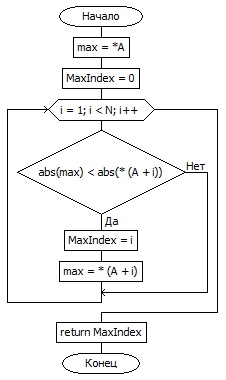 Начало
max = *A
MaxIndex = 0
i = 1; i < N; i++
abs(max) < abs(* (A + i))
Нет
Да
MaxIndex = i
max = * (A + i)
return MaxIndex
Конец